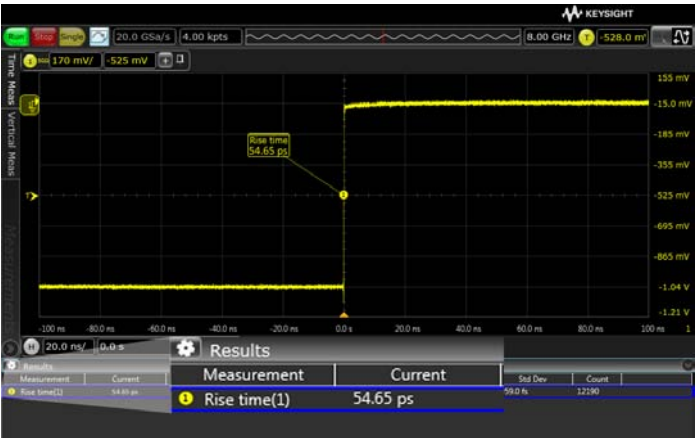 KEYSIGHT
Run Stop Single 20.0 GSa/s 4.00 kpts 8.00 GHz T -528.0 m
1 170 mV/ -525 mV
Time Meas
Vertical Meas
Measurements
155 mV
-15.0 mV
-185 mV
-355 mV
-525 mV
-695 mV
-865 mV
-1.04 V
-1.21 V
Rise time
54.65 ps
-100 ns -80.0 ns -60.0 ns -40.0 ns -20.0 ns 0.0 s 20.0 ns 40.0 ns 60.0 ns 80.0 ns 100 ns 1
H 20.0 ns/ 0.0 s
Results
Measurement Current
1 Rise time(1) 54.65 ps
Results
Measurement Current Std Dev Count
Rise time(1) 54.65 ps 59.0 fs 12190